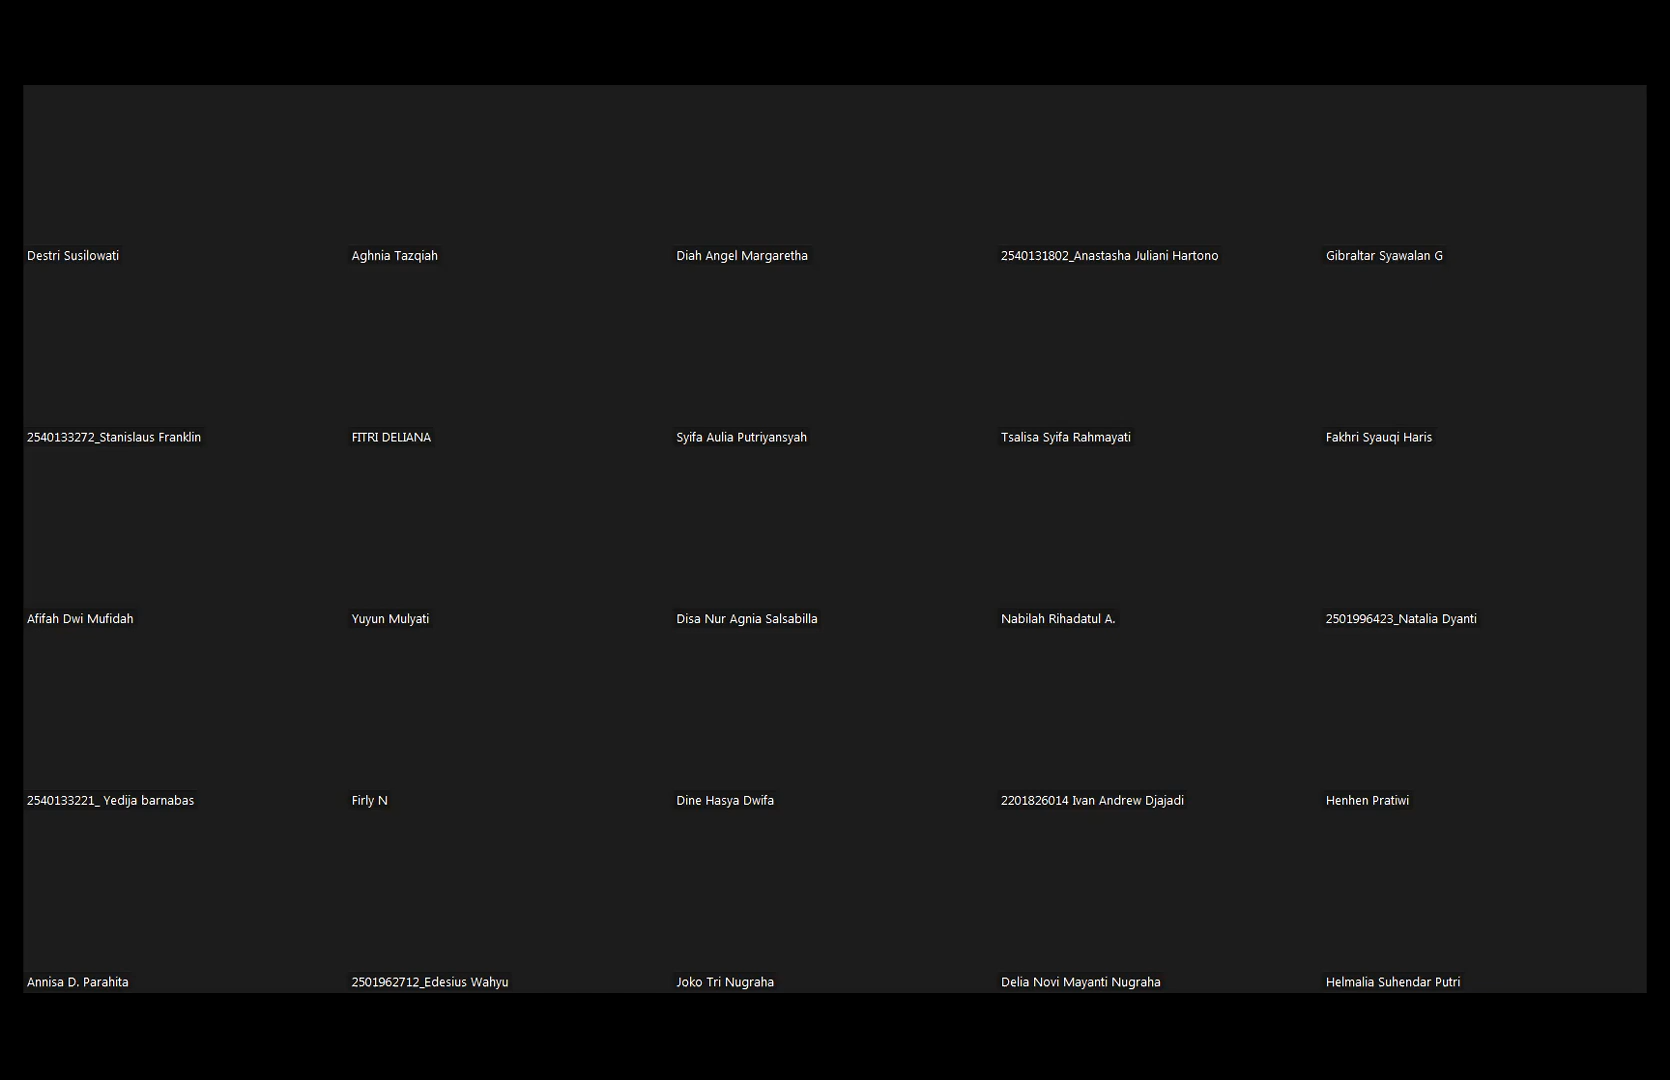 Destri Susilowati
Aghnia Tazqiah
Diah Angel Margaretha
2540131802_Anastasha Juliani Hartono
Gibraltar Syawalan G
2540133272_Stanislaus Franklin
FITRI DELIANA
Syifa Aulia Putriyansyah
Tsalisa Syifa Rahmayati
Fakhri Syauqi Haris
Afifah Dwi Mufidah
Yuyun Mulyati
Disa Nur Agnia Salsabilla
Nabilah Rihadatul A.
2501996423_Natalia Dyanti
2540133221_ Yedija barnabas
Firly N
Dine Hasya Dwifa
2201826014 Ivan Andrew Djajadi
Henhen Pratiwi
Annisa D. Parahita
2501962712_Edesius Wahyu
Joko Tri Nugraha
Delia Novi Mayanti Nugraha
Helmalia Suhendar Putri